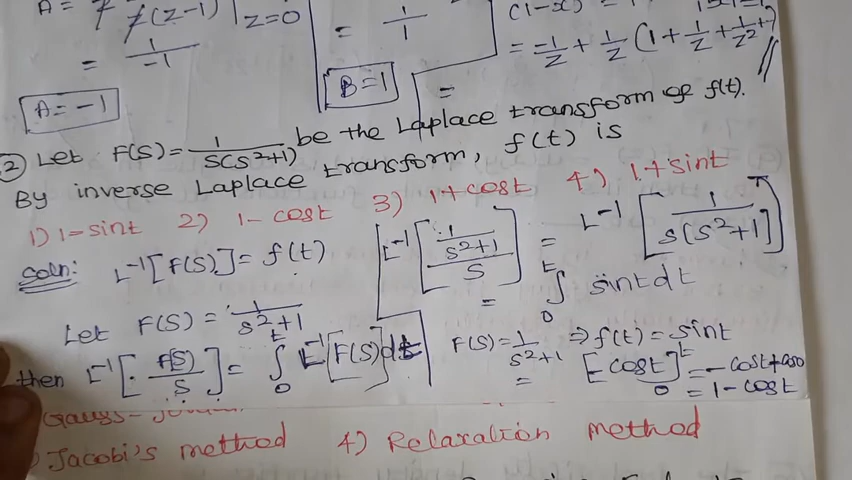 A =
z(z-1) | z=0
= 1/-1
A = -1
= 1/1
B = 1
(1-x)
= -1/z + 1/z (1 + 1/z + 1/z² +
=
2 Let F(S) = 1/S(S²+1) be the Laplace transform of f(t).
By inverse Laplace transform, f(t) is
1) 1-sint 2) 1-cost 3) 1+cost 4) 1+sint
Soln: L⁻¹[F(S)] = f(t)
Let F(S) = 1/s²+1
then L⁻¹[F(S)/S] = ∫₀ᵗ L⁻¹[F(S)]dt
L⁻¹[1/s²+1/S] = L⁻¹[1/s(s²+1)]
= ∫₀ᵗ sint dt
F(S) = 1/s²+1 ⇒ f(t) = sint
= [-cost]₀ᵗ = -cost + cos0
= 1-cost
Jacobi's method 4) Relaxation method